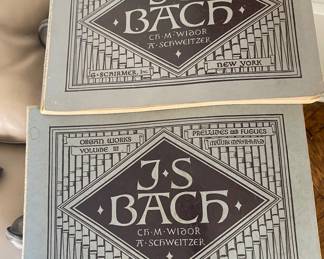 BACH
CH·M·WIDOR
A·SCHWEITZER
G·SCHIRMER, INC.
NEW YORK
ORGAN WORKS
VOLUME III
PRELUDES AND FUGUES
J·S
BACH
CH·M·WIDOR
A·SCHWEITZER